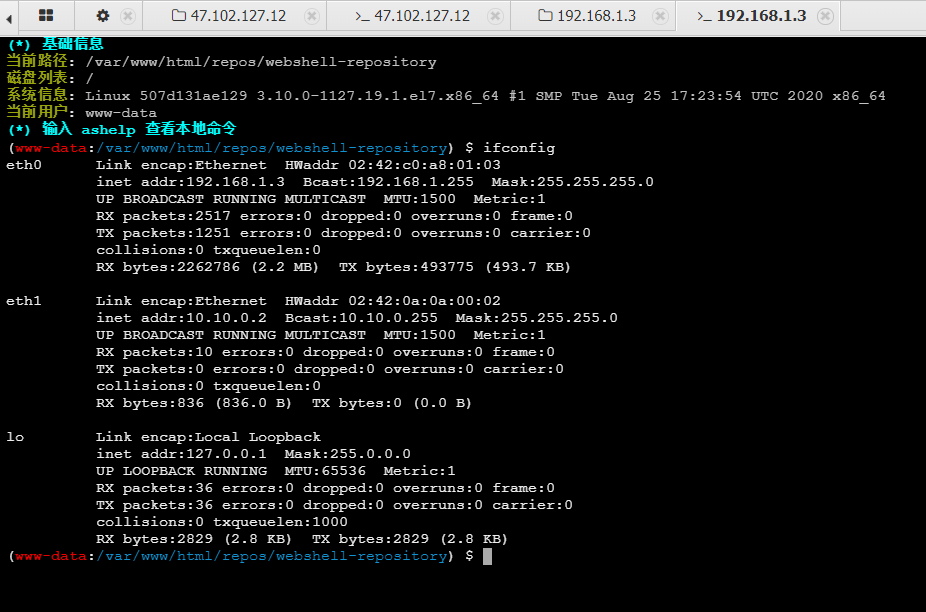 47.102.127.12 >_ 47.102.127.12 192.168.1.3 >_ 192.168.1.3
(*) 基础信息
当前路径: /var/www/html/repos/webshell-repository
磁盘列表: /
系统信息: Linux 507d131ae129 3.10.0-1127.19.1.el7.x86_64 #1 SMP Tue Aug 25 17:23:54 UTC 2020 x86_64
当前用户: www-data
(*) 输入 ashelp 查看本地命令
(www-data:/var/www/html/repos/webshell-repository) $ ifconfig
eth0      Link encap:Ethernet  HWaddr 02:42:c0:a8:01:03
          inet addr:192.168.1.3  Bcast:192.168.1.255  Mask:255.255.255.0
          UP BROADCAST RUNNING MULTICAST  MTU:1500  Metric:1
          RX packets:2517 errors:0 dropped:0 overruns:0 frame:0
          TX packets:1251 errors:0 dropped:0 overruns:0 carrier:0
          collisions:0 txqueuelen:0
          RX bytes:2262786 (2.2 MB)  TX bytes:493775 (493.7 KB)
eth1      Link encap:Ethernet  HWaddr 02:42:0a:0a:00:02
          inet addr:10.10.0.2  Bcast:10.10.0.255  Mask:255.255.255.0
          UP BROADCAST RUNNING MULTICAST  MTU:1500  Metric:1
          RX packets:10 errors:0 dropped:0 overruns:0 frame:0
          TX packets:0 errors:0 dropped:0 overruns:0 carrier:0
          collisions:0 txqueuelen:0
          RX bytes:836 (836.0 B)  TX bytes:0 (0.0 B)
lo        Link encap:Local Loopback
          inet addr:127.0.0.1  Mask:255.0.0.0
          UP LOOPBACK RUNNING  MTU:65536  Metric:1
          RX packets:36 errors:0 dropped:0 overruns:0 frame:0
          TX packets:36 errors:0 dropped:0 overruns:0 carrier:0
          collisions:0 txqueuelen:1000
          RX bytes:2829 (2.8 KB)  TX bytes:2829 (2.8 KB)
(www-data:/var/www/html/repos/webshell-repository) $